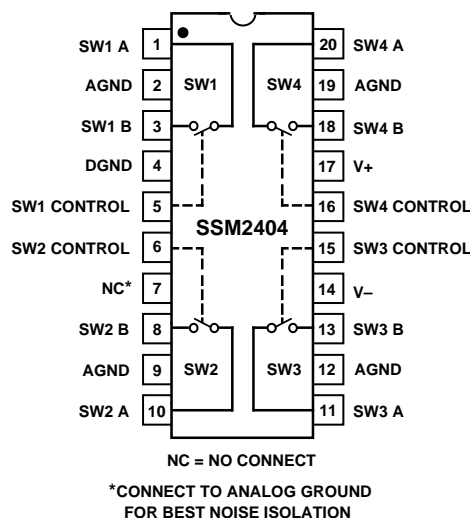 SW1 A 1 20 SW4 A
AGND 2 SW1 SW4 19 AGND
SW1 B 3 18 SW4 B
DGND 4 17 V+
SW1 CONTROL 5 16 SW4 CONTROL
SSM2404
SW2 CONTROL 6 15 SW3 CONTROL
NC* 7 14 V–
SW2 B 8 13 SW3 B
AGND 9 SW2 SW3 12 AGND
SW2 A 10 11 SW3 A
NC = NO CONNECT
*CONNECT TO ANALOG GROUND
FOR BEST NOISE ISOLATION